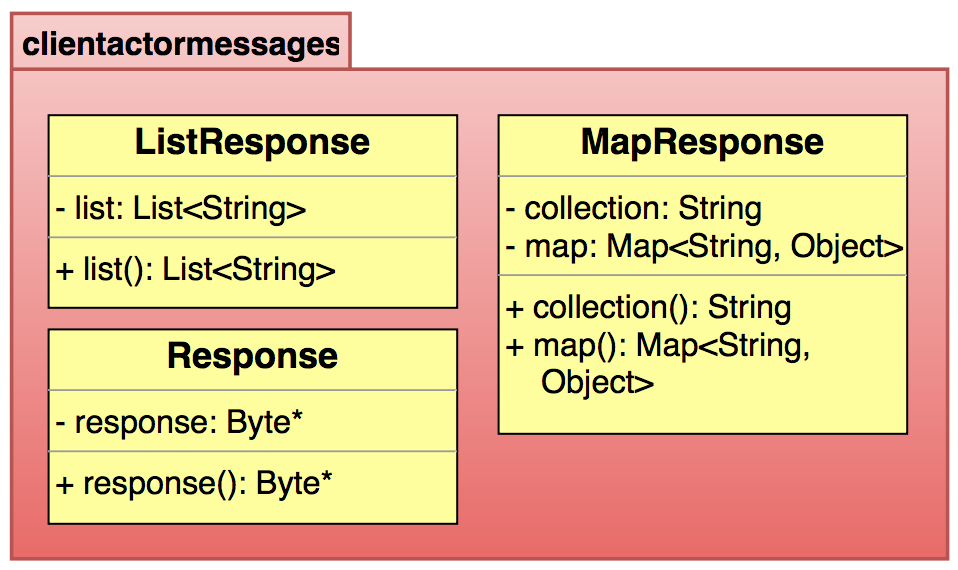 clientactormessages
ListResponse
- list: List<String>
+ list(): List<String>
Response
- response: Byte*
+ response(): Byte*
MapResponse
- collection: String
- map: Map<String, Object>
+ collection(): String
+ map(): Map<String,
Object>